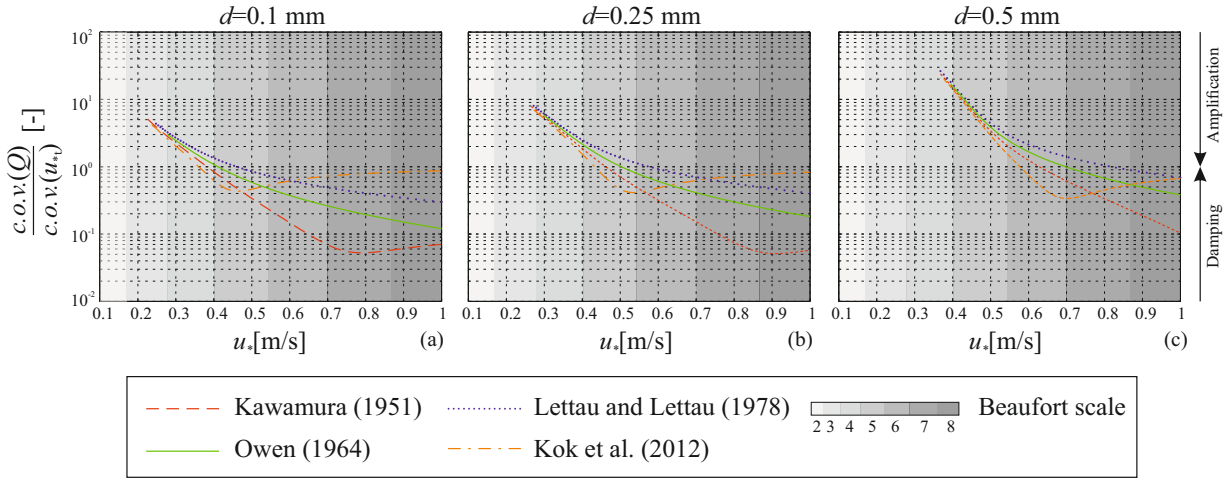 d=0.1 mm
d=0.25 mm
d=0.5 mm
c.o.v.(Q)
c.o.v.(u*t)
[-]
10²
10¹
10⁰
10⁻¹
10⁻²
0.1 0.2 0.3 0.4 0.5 0.6 0.7 0.8 0.9 1
0.1 0.2 0.3 0.4 0.5 0.6 0.7 0.8 0.9 1
0.1 0.2 0.3 0.4 0.5 0.6 0.7 0.8 0.9 1
u*[m/s]
(a)
u*[m/s]
(b)
u*[m/s]
(c)
Amplification
Damping
Kawamura (1951)
Lettau and Lettau (1978)
Beaufort scale
2 3 4 5 6 7 8
Owen (1964)
Kok et al. (2012)